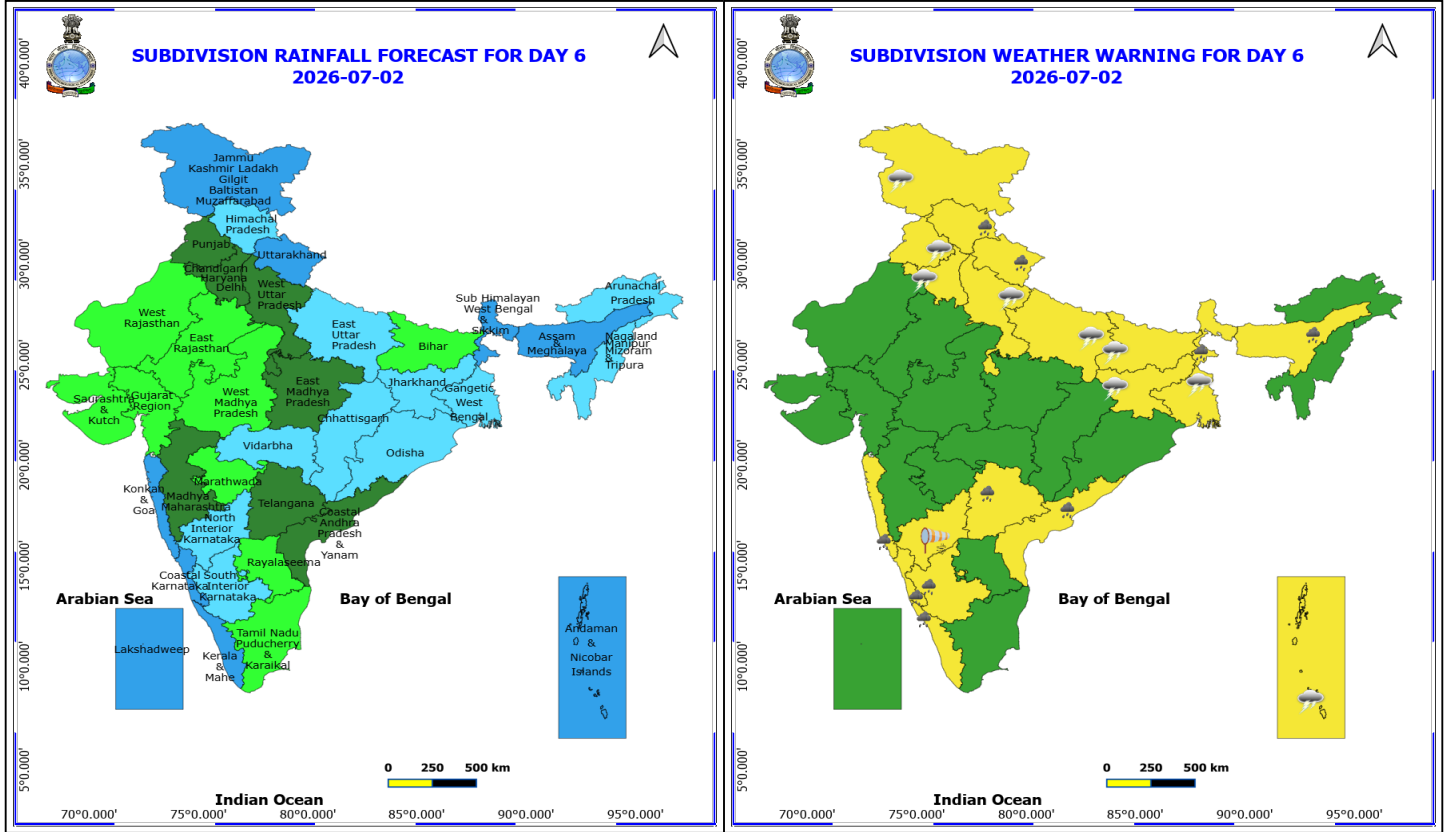 SUBDIVISION RAINFALL FORECAST FOR DAY 6
2026-07-02
40°0.000'
35°0.000'
30°0.000'
25°0.000'
20°0.000'
15°0.000'
10°0.000'
5°0.000'
Jammu
Kashmir Ladakh
Gilgit
Baltistan
Muzaffarabad
Himachal
Pradesh
Punjab
Uttarakhand
Chandigarh
Haryana
Delhi
West
Uttar
Pradesh
Arunachal
Pradesh
Sub Himalayan
West Bengal
&
Sikkim
West
Rajasthan
East
Uttar
Pradesh
East
Rajasthan
Bihar
Assam
&
Meghalaya
Nagaland
Manipur
Mizoram
&
Tripura
Saurashtra
&
Kutch
Gujarat
Region
West
Madhya
Pradesh
East
Madhya
Pradesh
Jharkhand
Gangetic
West
Bengal
Chhattisgarh
Vidarbha
Odisha
Konkan
&
Goa
Madhya
Maharashtra
Marathwada
Telangana
North
Interior
Karnataka
Coastal
Andhra
Pradesh
&
Yanam
Rayalaseema
Coastal
Karnataka
South
Interior
Karnataka
Tamil Nadu
Puducherry
&
Karaikal
Kerala
&
Mahe
Lakshadweep
Andaman
&
Nicobar
Islands
Arabian Sea
Bay of Bengal
Indian Ocean
0 250 500 km
70°0.000' 75°0.000' 80°0.000' 85°0.000' 90°0.000' 95°0.000'
SUBDIVISION WEATHER WARNING FOR DAY 6
2026-07-02
40°0.000'
35°0.000'
30°0.000'
25°0.000'
20°0.000'
15°0.000'
10°0.000'
5°0.000'
Arabian Sea
Bay of Bengal
Indian Ocean
0 250 500 km
70°0.000' 75°0.000' 80°0.000' 85°0.000' 90°0.000' 95°0.000'